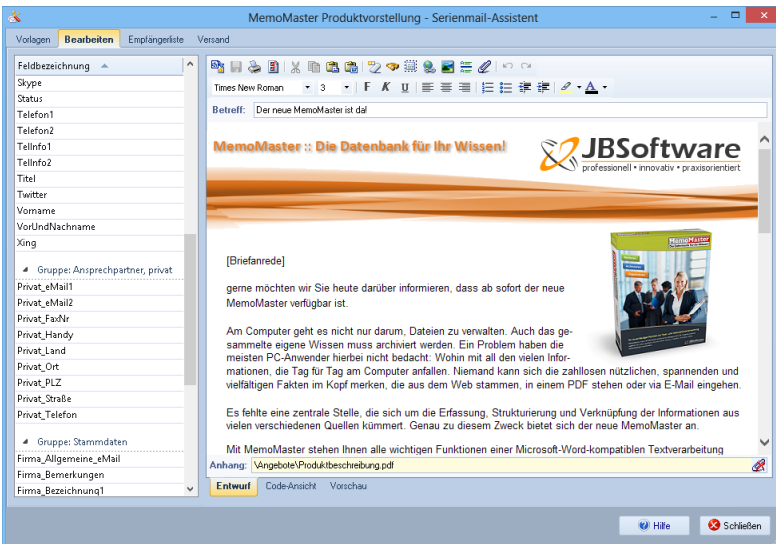 MemoMaster Produktvorstellung - Serienmail-Assistent
Vorlagen Bearbeiten Empfängerliste Versand
Feldbezeichnung
Skype
Status
Telefon1
Telefon2
TelInfo1
TelInfo2
Titel
Twitter
Vorname
VorUndNachname
Xing
Gruppe: Ansprechpartner, privat
Privat_eMail1
Privat_eMail2
Privat_FaxNr
Privat_Handy
Privat_Land
Privat_Ort
Privat_PLZ
Privat_Straße
Privat_Telefon
Gruppe: Stammdaten
Firma_Allgemeine_eMail
Firma_Bemerkungen
Firma_Bezeichnung1
Times New Roman 3 F K U A
Betreff: Der neue MemoMaster ist da!
MemoMaster :: Die Datenbank für Ihr Wissen!
JBSoftware
professionell • innovativ • praxisorientiert
MemoMaster
[Briefanrede]
gerne möchten wir Sie heute darüber informieren, dass ab sofort der neue
MemoMaster verfügbar ist.
Am Computer geht es nicht nur darum, Dateien zu verwalten. Auch das ge-
sammelte eigene Wissen muss archiviert werden. Ein Problem haben die
meisten PC-Anwender hierbei nicht bedacht: Wohin mit all den vielen Infor-
mationen, die Tag für Tag am Computer anfallen. Niemand kann sich die zahllosen nützlichen, spannenden und
vielfältigen Fakten im Kopf merken, die aus dem Web stammen, in einem PDF stehen oder via E-Mail eingehen.
Es fehlte eine zentrale Stelle, die sich um die Erfassung, Strukturierung und Verknüpfung der Informationen aus
vielen verschiedenen Quellen kümmert. Genau zu diesem Zweck bietet sich der neue MemoMaster an.
Mit MemoMaster stehen Ihnen alle wichtigen Funktionen einer Microsoft-Word-kompatiblen Textverarbeitung
Anhang: \Angebote\Produktbeschreibung.pdf
Entwurf Code-Ansicht Vorschau
Hilfe Schließen